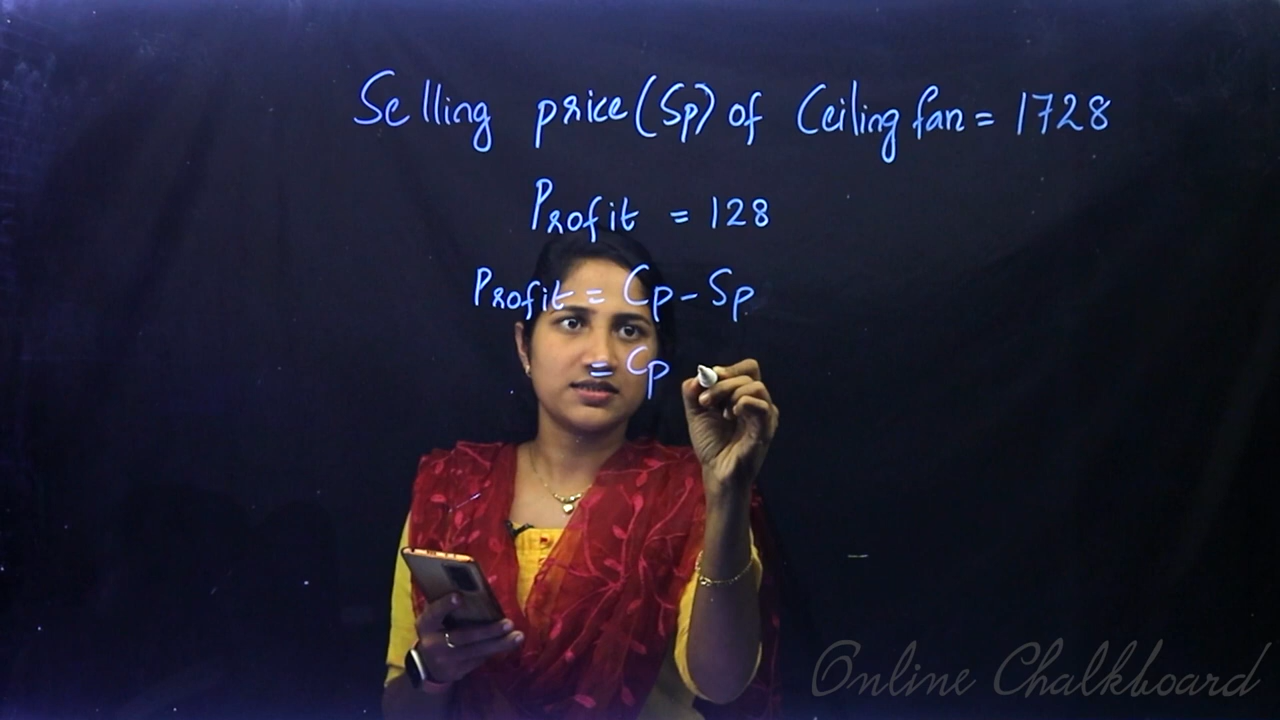 Selling price (Sp) of Ceiling fan = 1728
Profit = 128
Profit = Cp - Sp
= Cp
Online Chalkboard